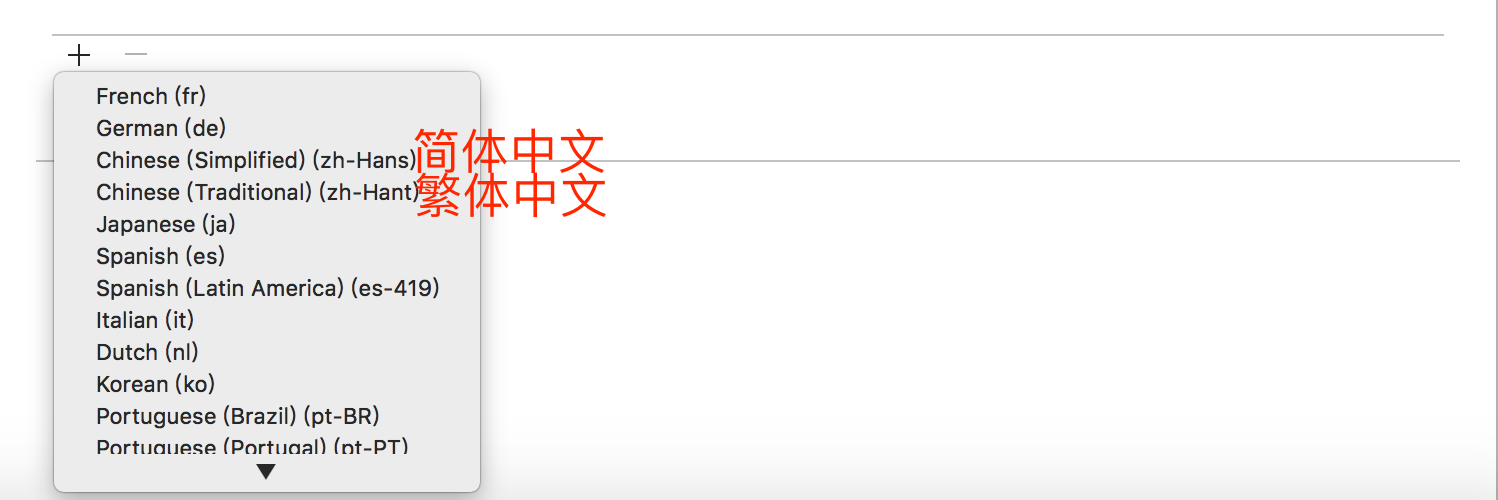 French (fr)
German (de)
Chinese (Simplified) (zh-Hans) 简体中文
Chinese (Traditional) (zh-Hant) 繁体中文
Japanese (ja)
Spanish (es)
Spanish (Latin America) (es-419)
Italian (it)
Dutch (nl)
Korean (ko)
Portuguese (Brazil) (pt-BR)
Portuguese (Portugal) (pt-PT)